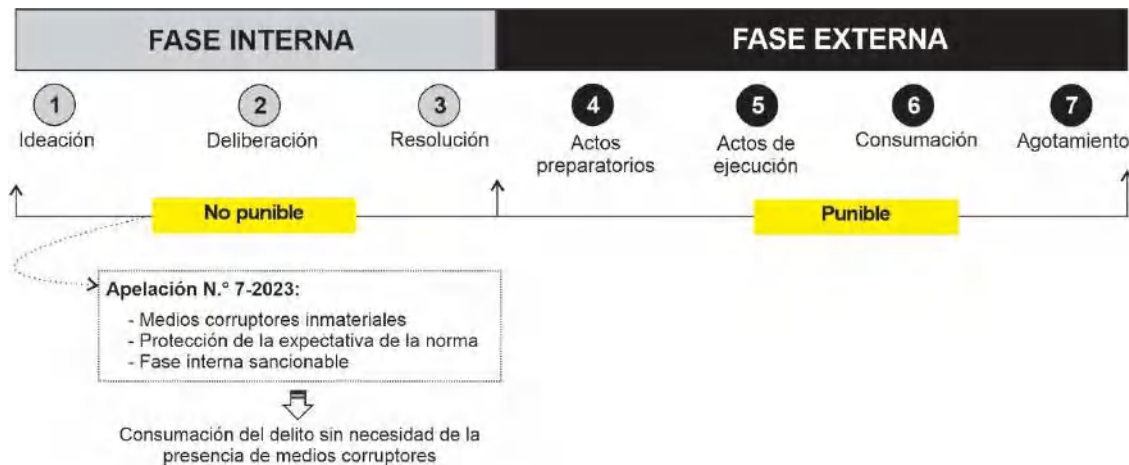 FASE INTERNA
FASE EXTERNA
1
2
3
4
5
6
7
Ideación
Deliberación
Resolución
Actos
preparatorios
Actos de
ejecución
Consumación
Agotamiento
No punible
Punible
Apelación N.° 7-2023:
- Medios corruptores inmateriales
- Protección de la expectativa de la norma
- Fase interna sancionable
Consumación del delito sin necesidad de la
presencia de medios corruptores